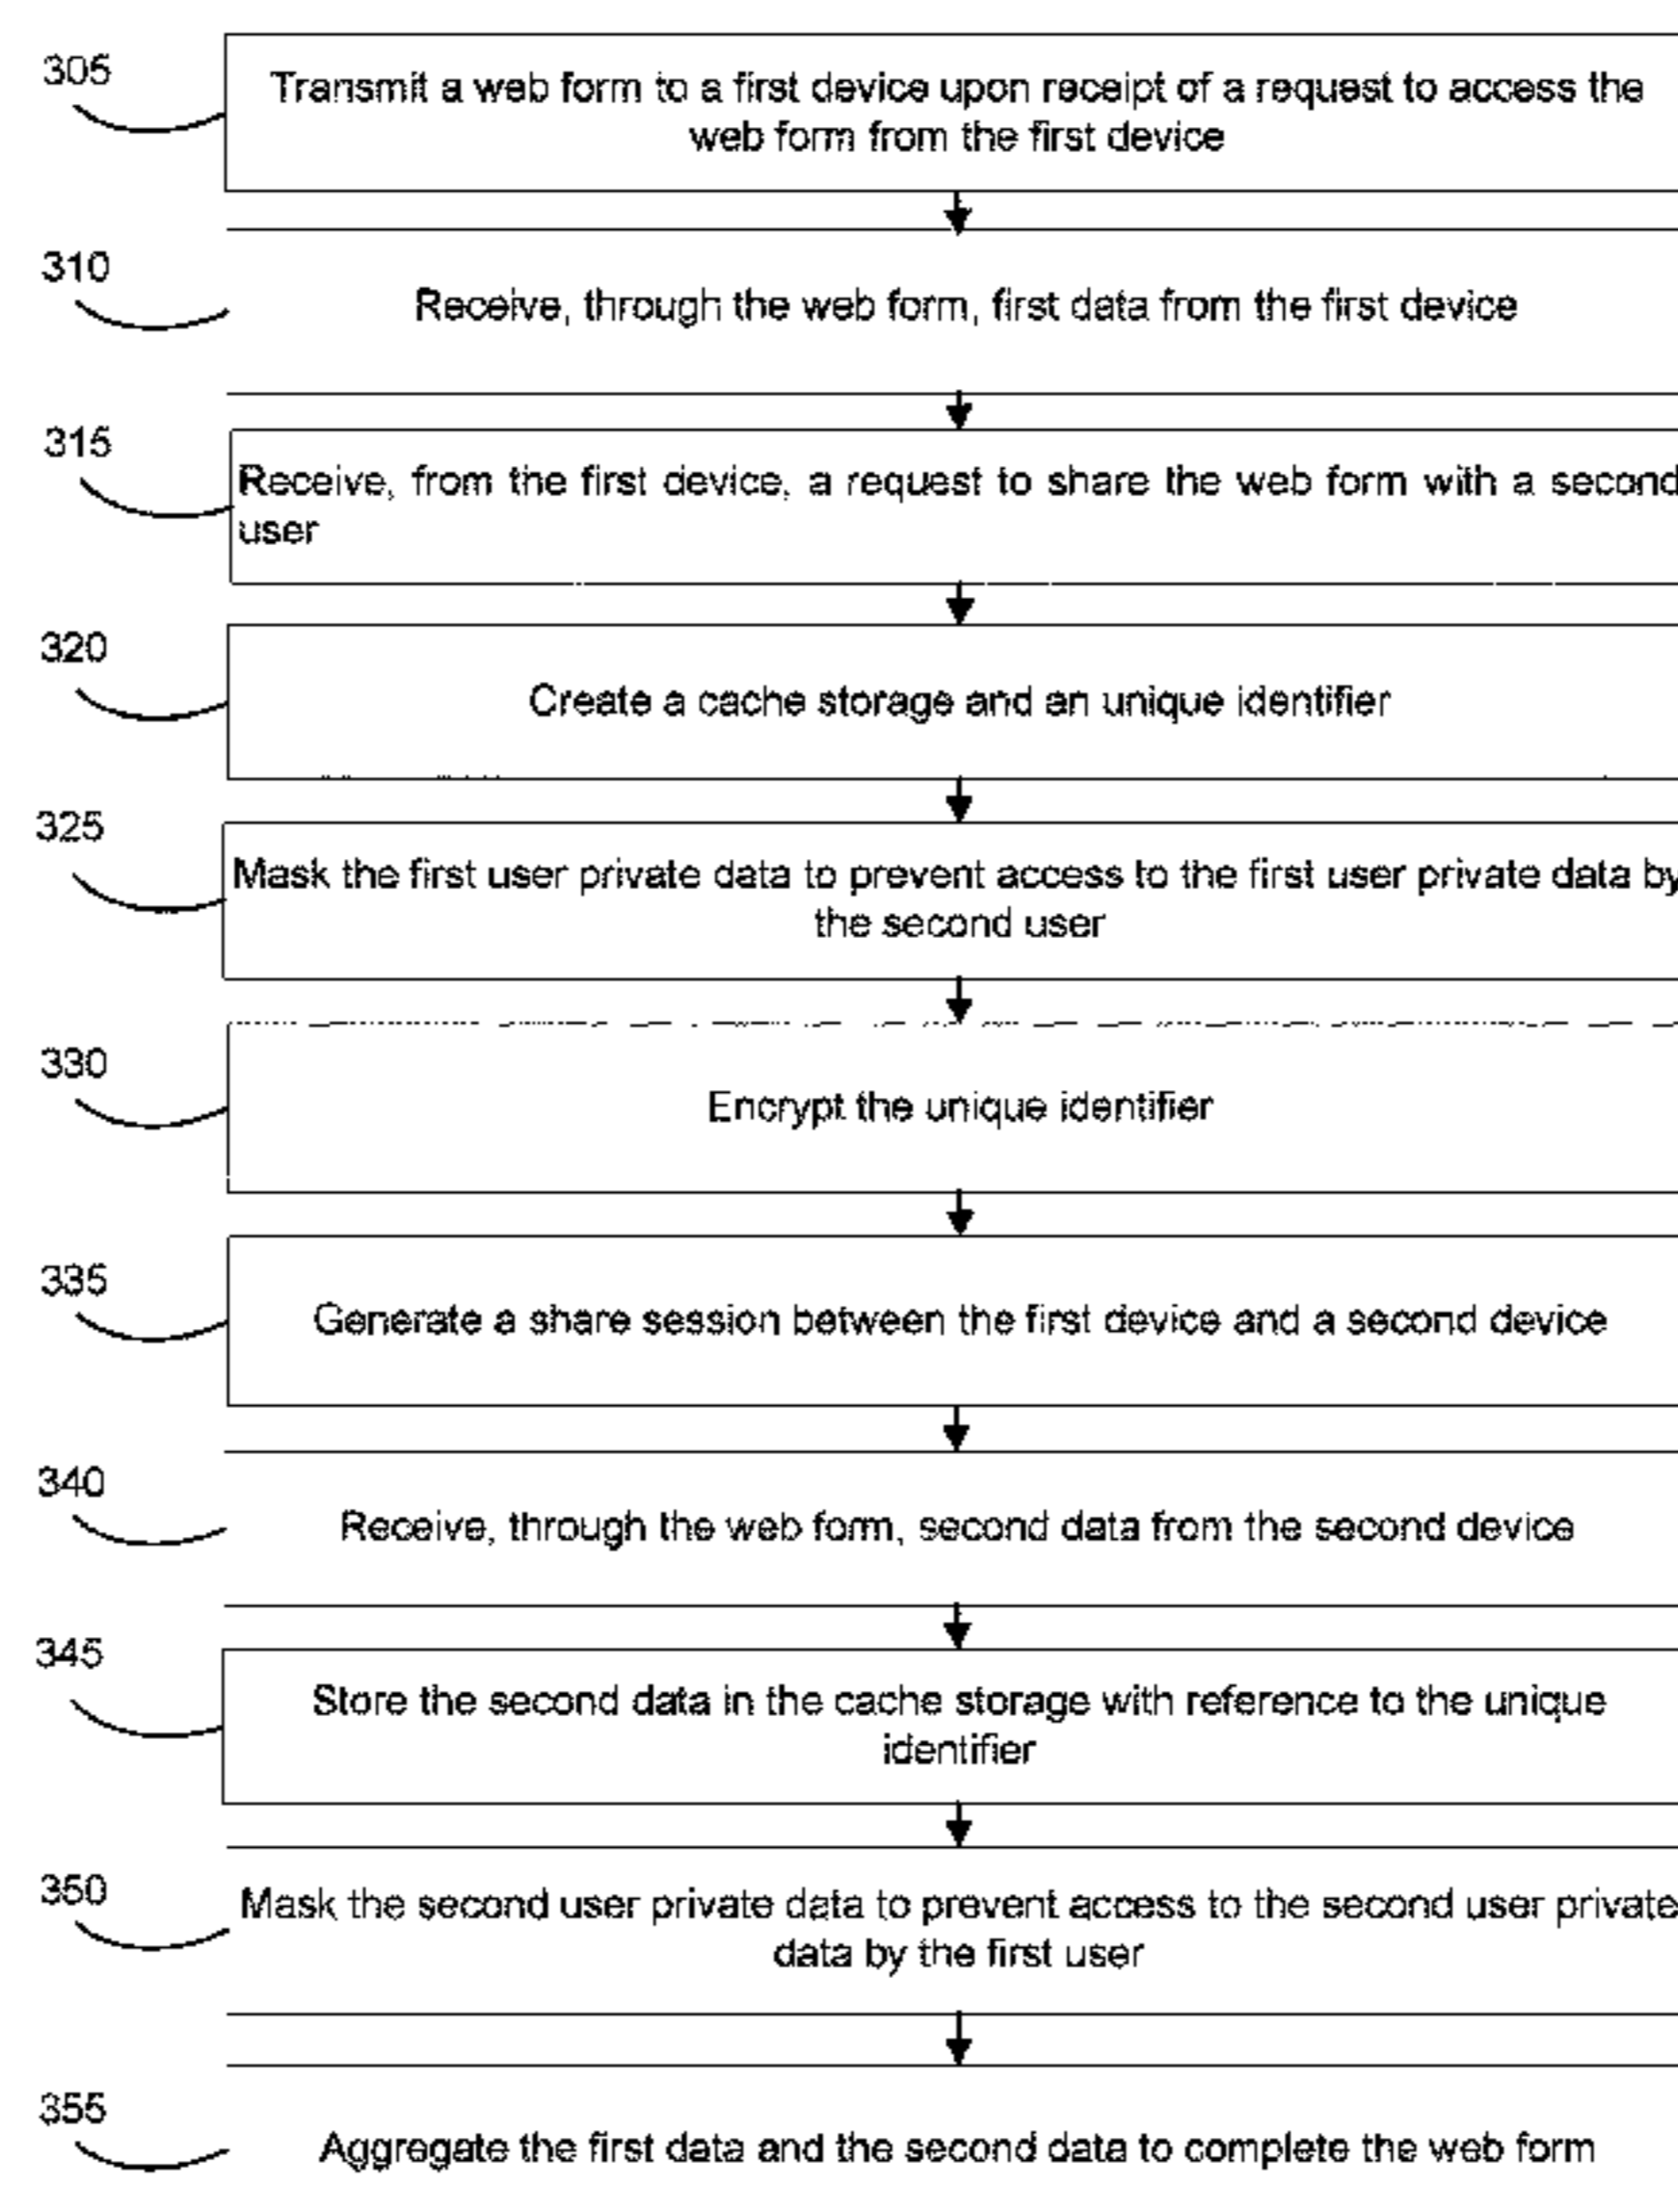 305
Transmit a web form to a first device upon receipt of a request to access the
web form from the first device
310
Receive, through the web form, first data from the first device
315
Receive, from the first device, a request to share the web form with a second
user
320
Create a cache storage and an unique identifier
325
Mask the first user private data to prevent access to the first user private data by
the second user
330
Encrypt the unique identifier
335
Generate a share session between the first device and a second device
340
Receive, through the web form, second data from the second device
345
Store the second data in the cache storage with reference to the unique
identifier
350
Mask the second user private data to prevent access to the second user private
data by the first user
355
Aggregate the first data and the second data to complete the web form